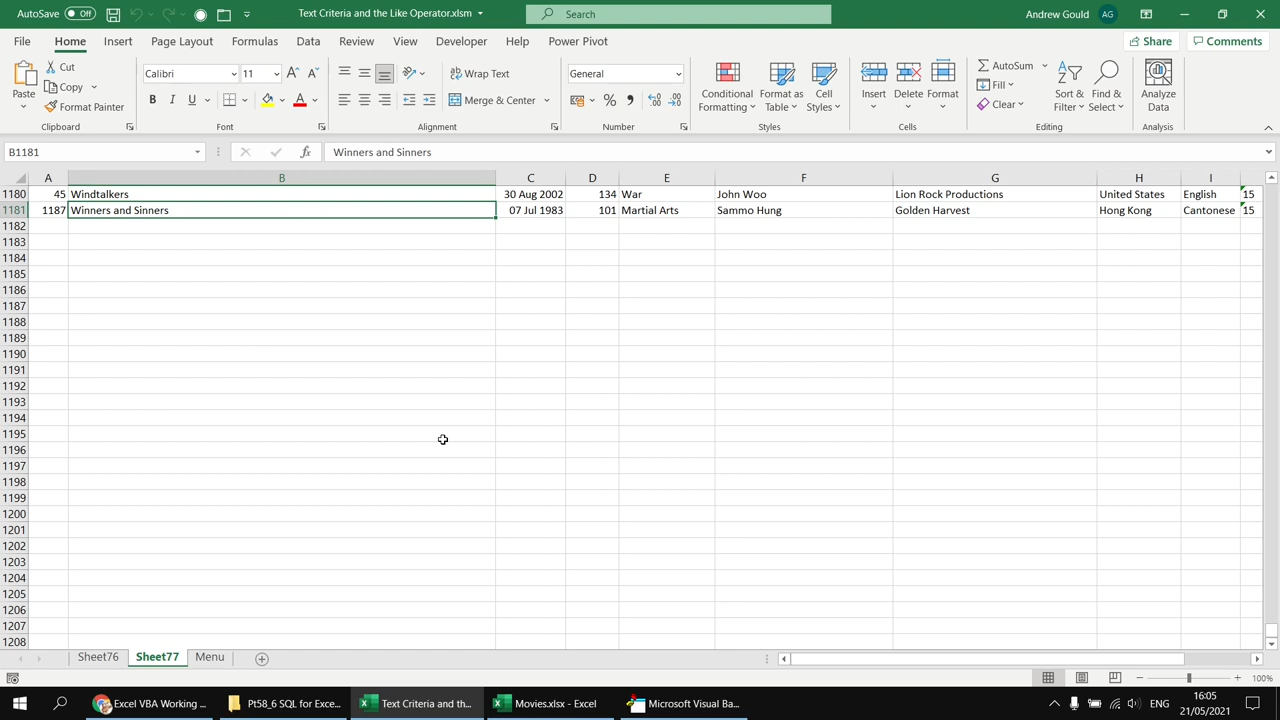 AutoSave Off Text Criteria and the Like Operator.xlsm Search Andrew Gould AG
File Home Insert Page Layout Formulas Data Review View Developer Help Power Pivot Share Comments
Paste Cut Copy Format Painter
Calibri 11 B I U
Wrap Text Merge & Center
General % ,
Conditional Formatting Format as Table Cell Styles
Insert Delete Format
AutoSum Fill Clear Sort & Filter Find & Select
Analyze Data
Clipboard Font Alignment Number Styles Cells Editing Analysis
B1181 fx Winners and Sinners
A B C D E F G H I
1180 45 Windtalkers 30 Aug 2002 134 War John Woo Lion Rock Productions United States English 15
1181 1187 Winners and Sinners 07 Jul 1983 101 Martial Arts Sammo Hung Golden Harvest Hong Kong Cantonese 15
1182
1183
1184
1185
1186
1187
1188
1189
1190
1191
1192
1193
1194
1195
1196
1197
1198
1199
1200
1201
1202
1203
1204
1205
1206
1207
1208
Sheet76 Sheet77 Menu
100%
Excel VBA Working ... Pt58_6 SQL for Exce... Text Criteria and th... Movies.xlsx - Excel Microsoft Visual Ba... ENG 16:05
21/05/2021